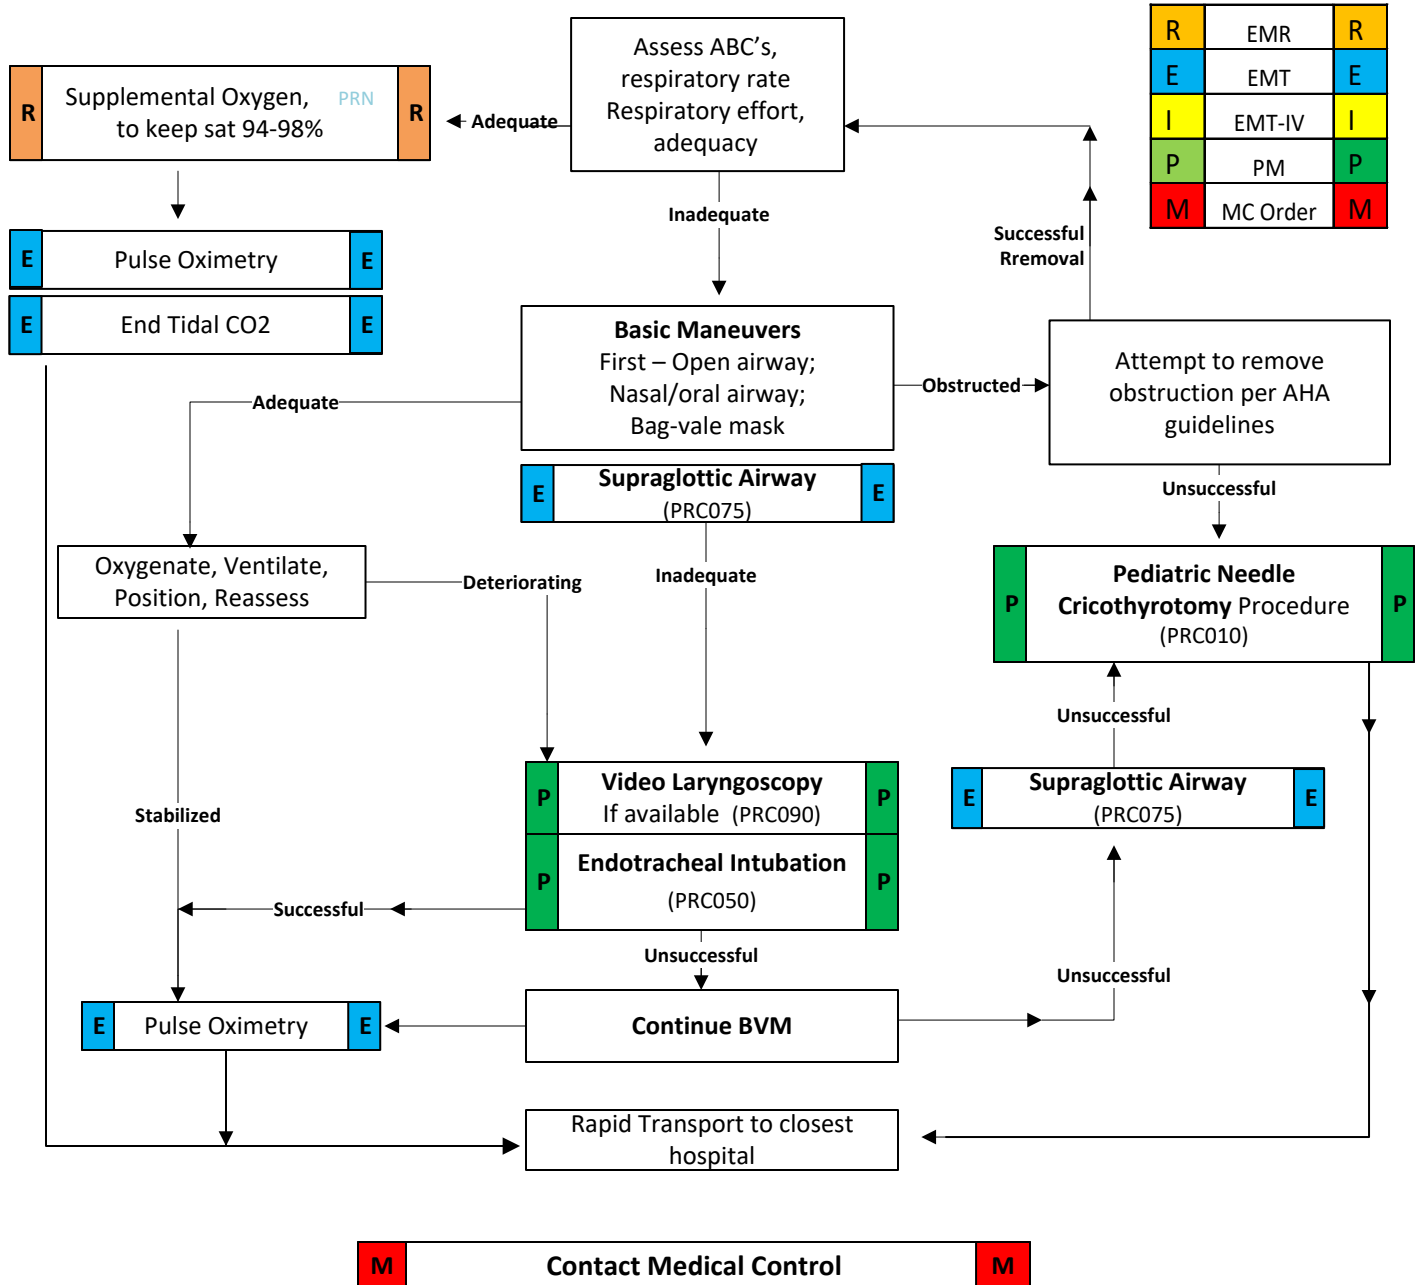 R EMR R
E EMT E
I EMT-IV I
P PM P
M MC Order M
Assess ABC’s,
respiratory rate
Respiratory effort,
adequacy
Adequate
R Supplemental Oxygen, PRN R
to keep sat 94-98%
E Pulse Oximetry E
E End Tidal CO2 E
Inadequate
Basic Maneuvers
First – Open airway;
Nasal/oral airway;
Bag-vale mask
E Supraglottic Airway E
(PRC075)
Obstructed
Attempt to remove
obstruction per AHA
guidelines
Successful
Rremoval
Unsuccessful
P Pediatric Needle P
Cricothyrotomy Procedure
(PRC010)
Adequate
Oxygenate, Ventilate,
Position, Reassess
Deteriorating
Inadequate
Stabilized
P Video Laryngoscopy P
If available (PRC090)
P Endotracheal Intubation P
(PRC050)
Successful
Unsuccessful
Continue BVM
Unsuccessful
E Supraglottic Airway E
(PRC075)
Unsuccessful
E Pulse Oximetry E
Rapid Transport to closest
hospital
M Contact Medical Control M